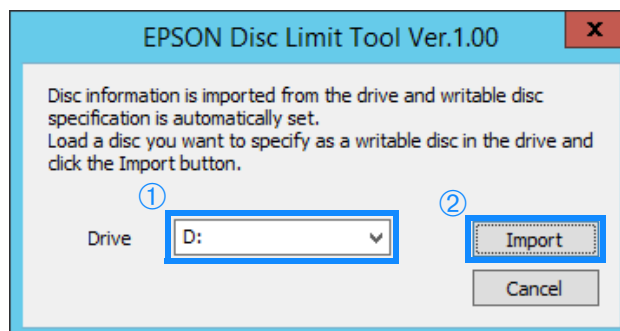 EPSON Disc Limit Tool Ver.1.00
x
Disc information is imported from the drive and writable disc
specification is automatically set.
Load a disc you want to specify as a writable disc in the drive and
click the Import button.
① ②
Drive D: Import
Cancel